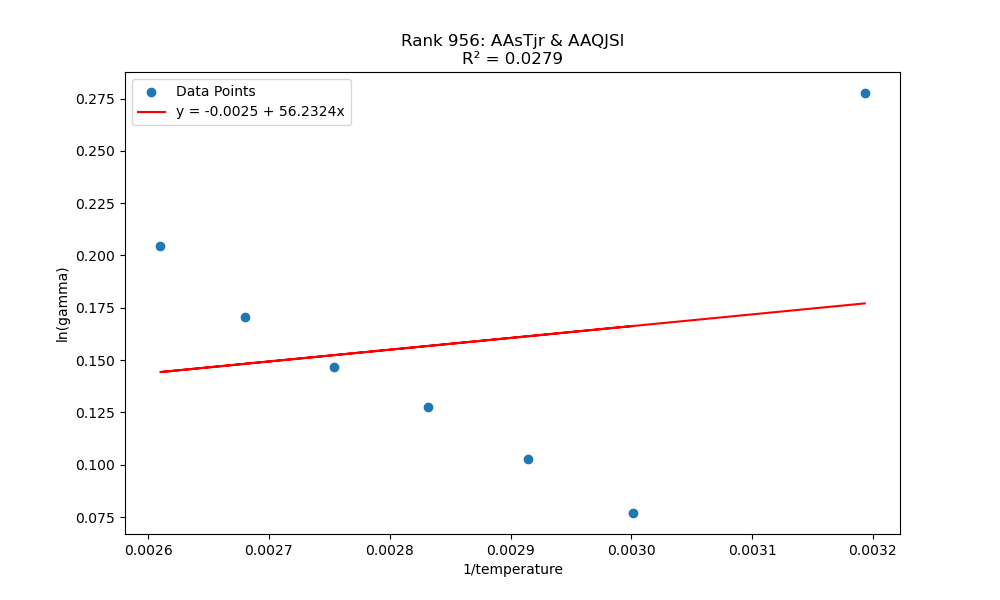 Rank 956: AAsTjr & AAQJSl
R² = 0.0279
Data Points
y = -0.0025 + 56.2324x
ln(gamma)
0.275
0.250
0.225
0.200
0.175
0.150
0.125
0.100
0.075
0.0026 0.0027 0.0028 0.0029 0.0030 0.0031 0.0032
1/temperature